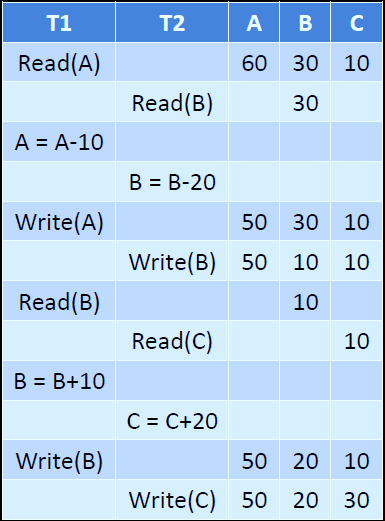 T1 T2 A B C
Read(A) 60 30 10
Read(B) 30
A = A-10
B = B-20
Write(A) 50 30 10
Write(B) 50 10 10
Read(B) 10
Read(C) 10
B = B+10
C = C+20
Write(B) 50 20 10
Write(C) 50 20 30